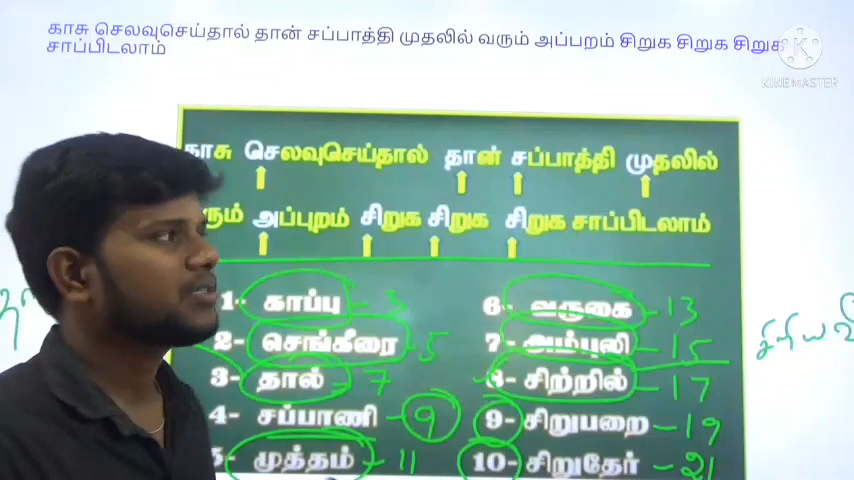 காசு செலவுசெய்தால் தான் சப்பாத்தி முதலில் வரும் அப்பறம் சிறுக சிறுக சிறுக
சாப்பிடலாம்
KINEMASTER
காசு செலவுசெய்தால் தான் சப்பாத்தி முதலில்
வரும் அப்புறம் சிறுக சிறுக சிறுக சாப்பிடலாம்
1- காப்பு - 3
2- செங்கீரை - 5
3- தால் - 7
4- சப்பாணி - 9
5- முத்தம் - 11
6- வருகை - 13
7- அம்புலி - 15
8- சிற்றில் - 17
9- சிறுபறை - 19
10- சிறுதேர் - 21
சிரிய